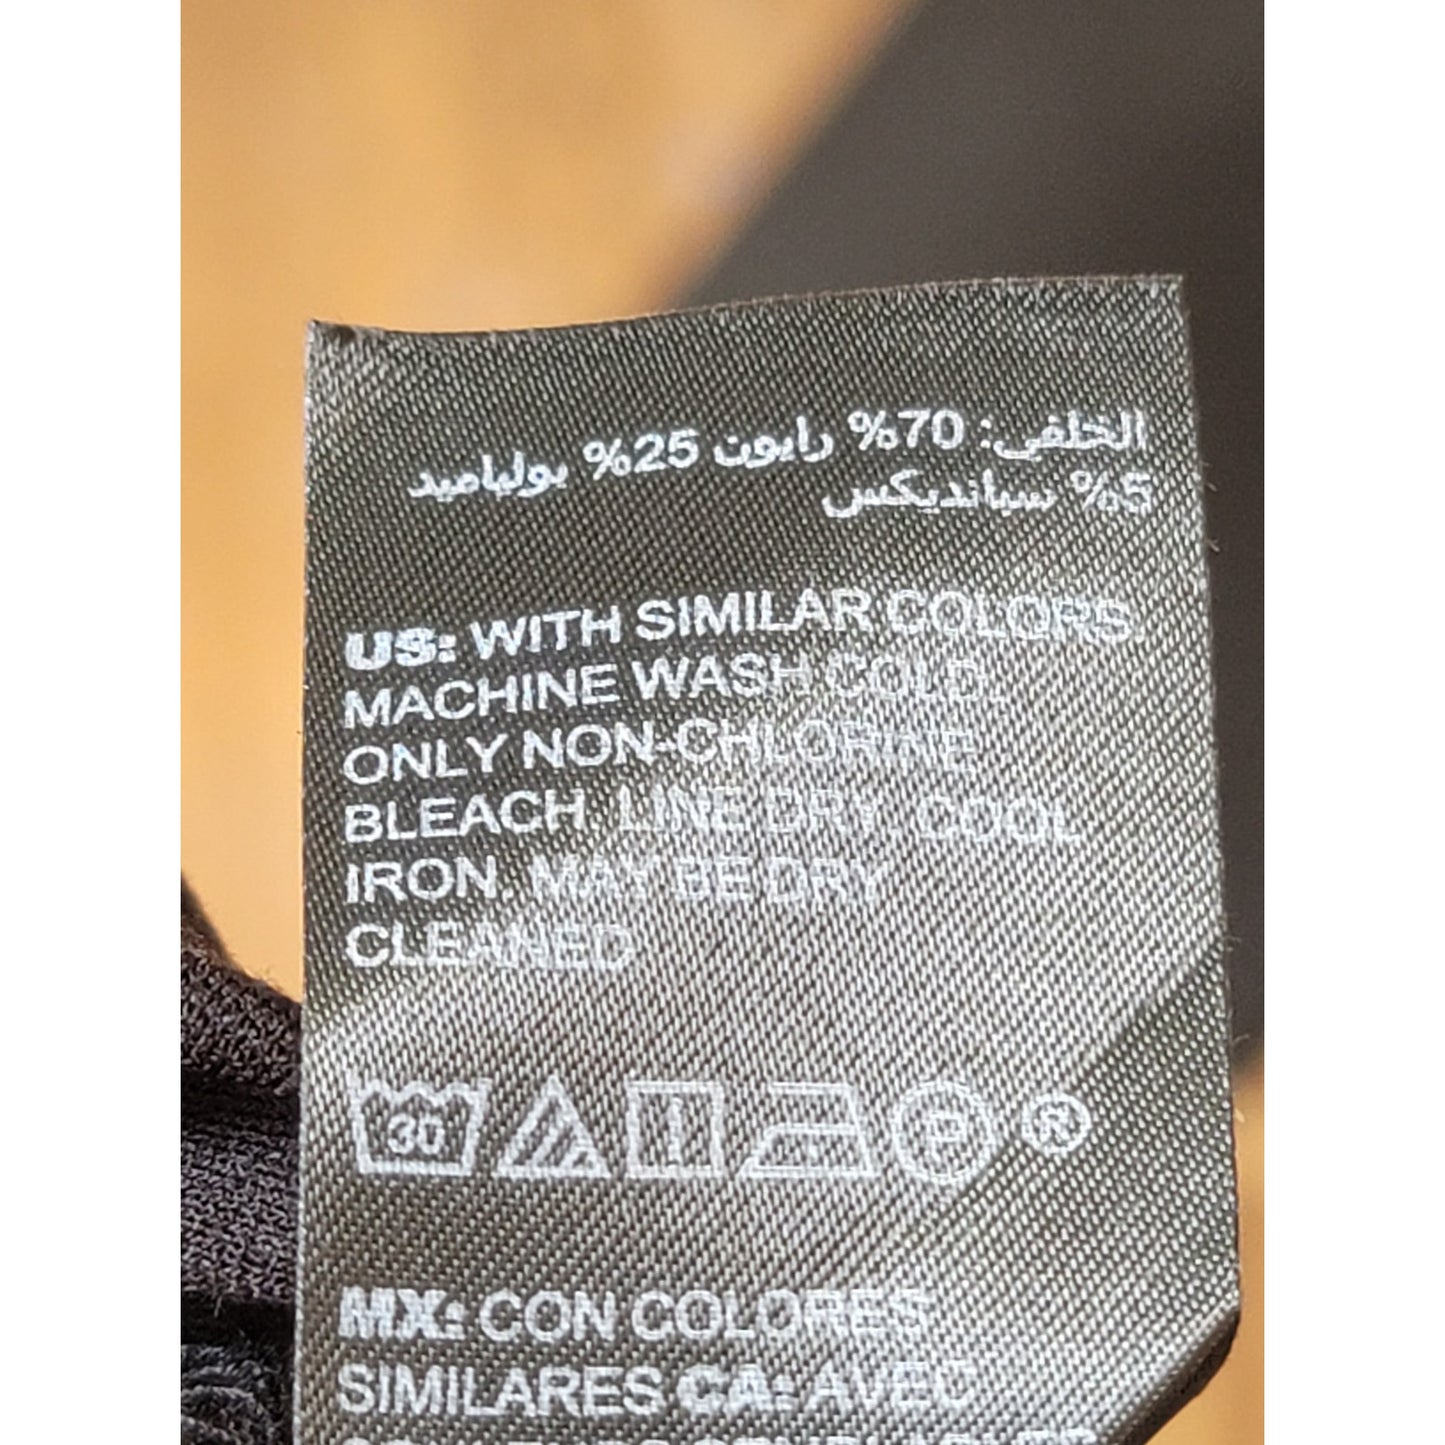 الخلفي: 70% رايون 25% بولياميد
5% سباندیکس
US: WITH SIMILAR COLORS.
MACHINE WASH COLD.
ONLY NON-CHLORINE
BLEACH. LINE DRY. COOL
IRON. MAY BE DRY
CLEANED
30 P ®
MX: CON COLORES
SIMILARES CA: AVEC